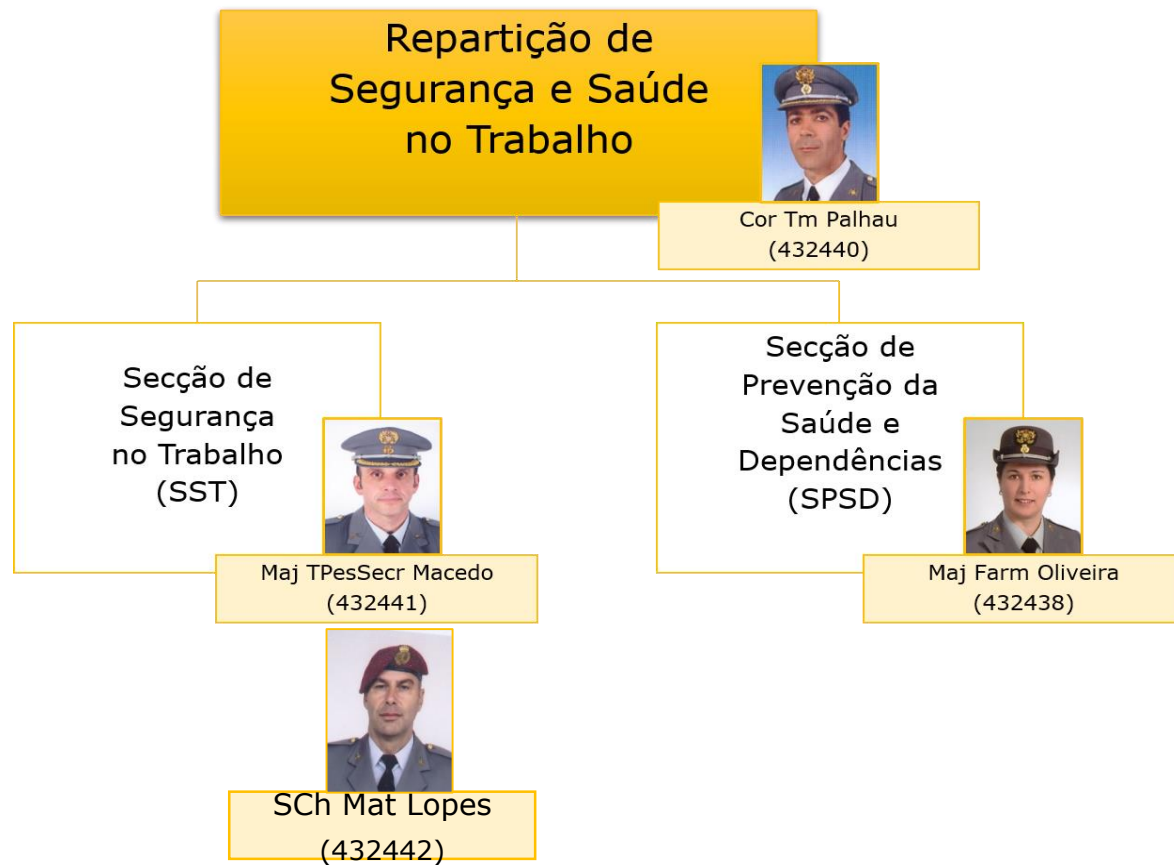 Repartição de
Segurança e Saúde
no Trabalho
Cor Tm Palhau
(432440)
Secção de
Segurança
no Trabalho
(SST)
Maj TPesSecr Macedo
(432441)
SCh Mat Lopes
(432442)
Secção de
Prevenção da
Saúde e
Dependências
(SPSD)
Maj Farm Oliveira
(432438)